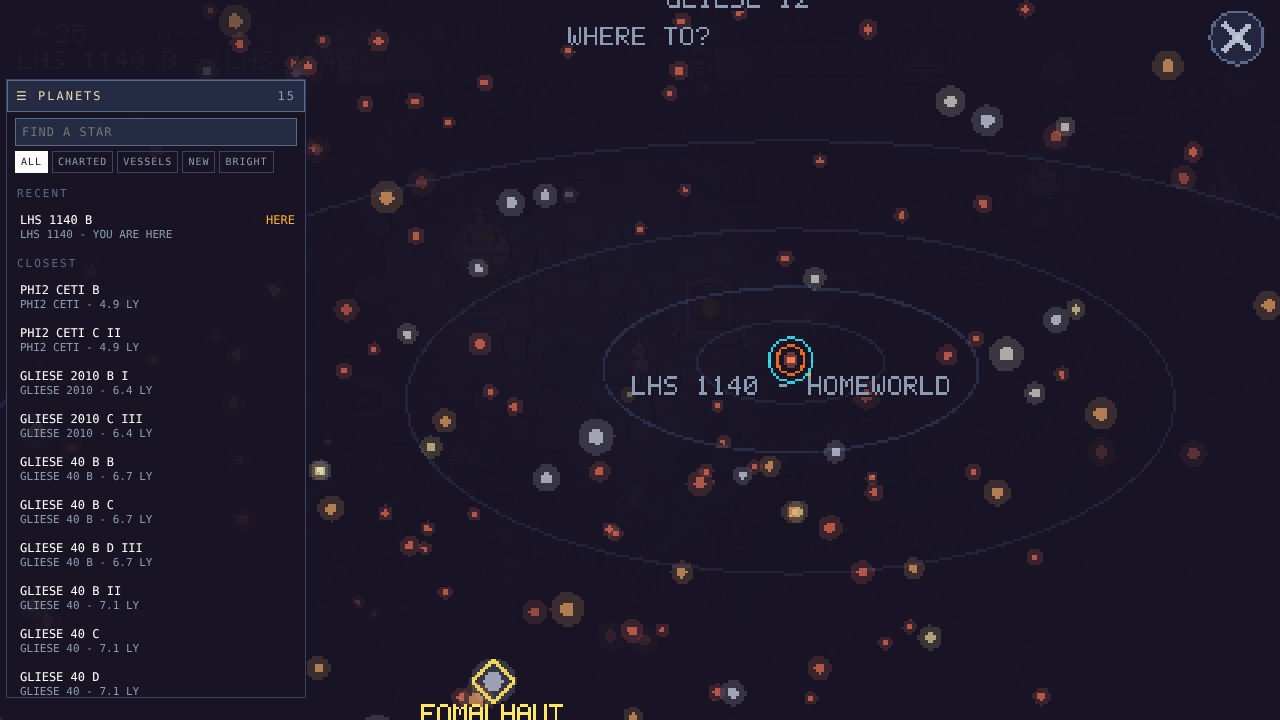 GLIESE 12
WHERE TO?
25
LHS 1140 B - LHS 1140
☰ PLANETS 15
FIND A STAR
ALL CHARTED VESSELS NEW BRIGHT
RECENT
LHS 1140 B HERE
LHS 1140 - YOU ARE HERE
CLOSEST
PHI2 CETI B
PHI2 CETI - 4.9 LY
PHI2 CETI C II
PHI2 CETI - 4.9 LY
GLIESE 2010 B I
GLIESE 2010 - 6.4 LY
GLIESE 2010 C III
GLIESE 2010 - 6.4 LY
GLIESE 40 B B
GLIESE 40 B - 6.7 LY
GLIESE 40 B C
GLIESE 40 B - 6.7 LY
GLIESE 40 B D III
GLIESE 40 B - 6.7 LY
GLIESE 40 B II
GLIESE 40 - 7.1 LY
GLIESE 40 C
GLIESE 40 - 7.1 LY
GLIESE 40 D
GLIESE 40 - 7.1 LY
LHS 1140 - HOMEWORLD
FOMALHAUT